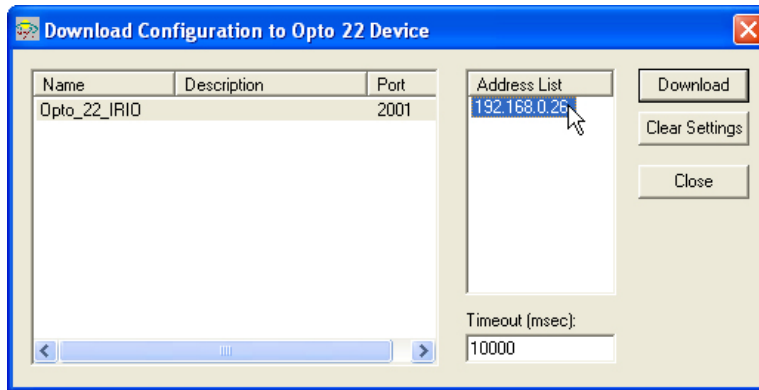 Download Configuration to Opto 22 Device
Name Description Port
Opto_22_IRIO 2001
Address List
192.168.0.26
Download
Clear Settings
Close
Timeout (msec):
10000